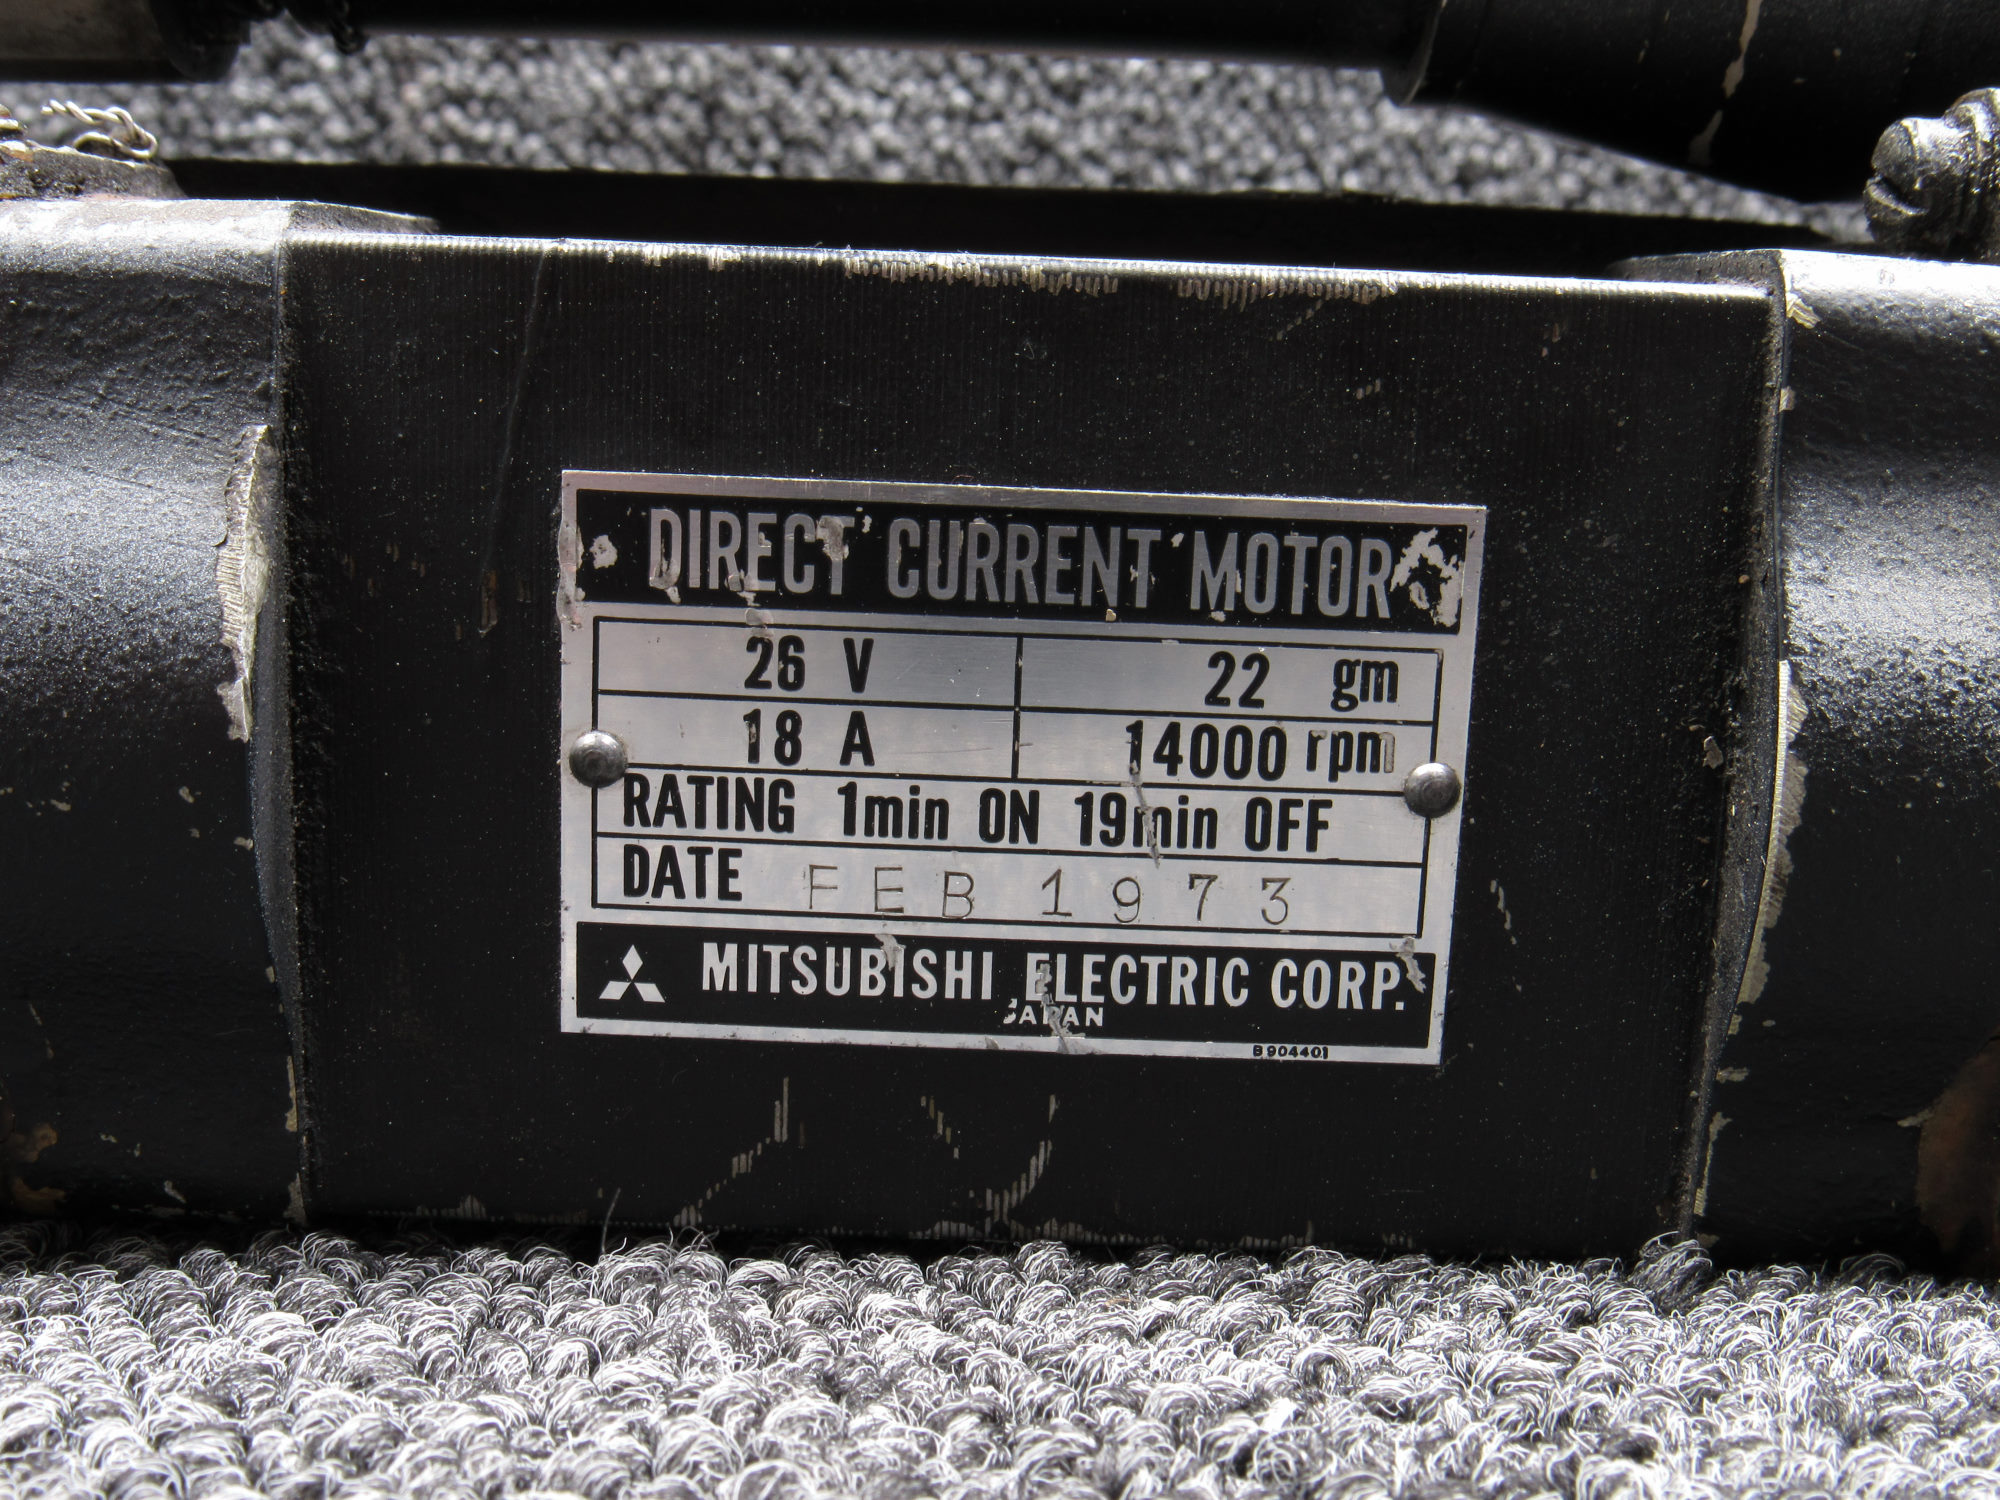 DIRECT CURRENT MOTOR
26 V 22 gm
18 A 14000 rpm
RATING 1min ON 19min OFF
DATE FEB 1973
MITSUBISHI ELECTRIC CORP.
JAPAN
B904401